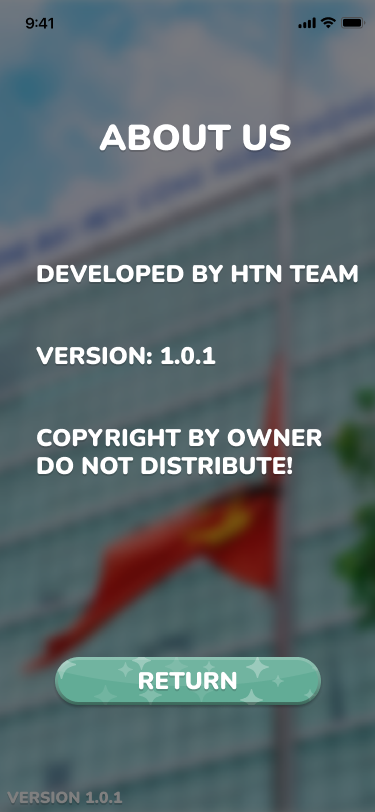 9:41
ABOUT US
DEVELOPED BY HTN TEAM
VERSION: 1.0.1
COPYRIGHT BY OWNER
DO NOT DISTRIBUTE!
RETURN
VERSION 1.0.1